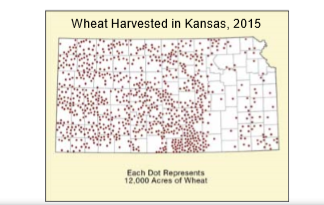 Wheat Harvested in Kansas, 2015
Each Dot Represents
12,000 Acres of Wheat